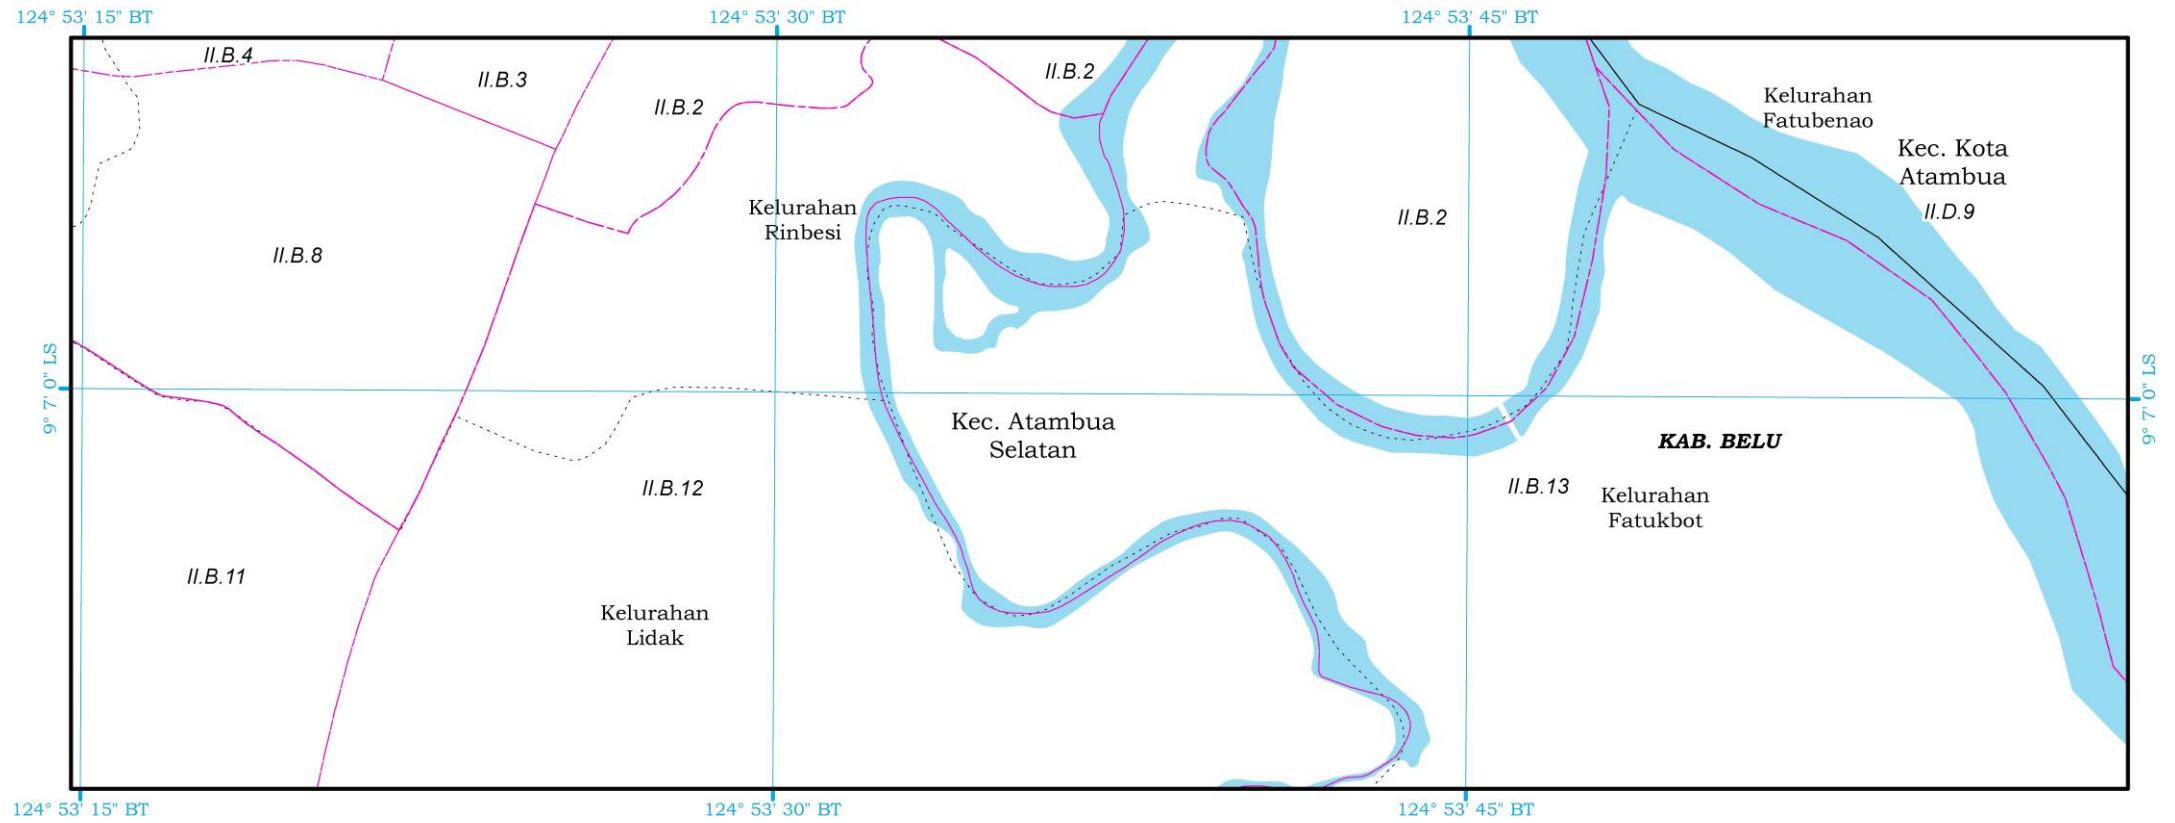 124° 53' 15" BT
124° 53' 30" BT
124° 53' 45" BT
II.B.4
II.B.3
II.B.2
II.B.2
Kelurahan
Fatubenao
Kec. Kota
Atambua
II.D.9
Kelurahan
Rinbesi
II.B.2
II.B.8
9° 7' 0" LS
9° 7' 0" LS
Kec. Atambua
Selatan
KAB. BELU
II.B.12
II.B.13
Kelurahan
Fatukbot
II.B.11
Kelurahan
Lidak
124° 53' 15" BT
124° 53' 30" BT
124° 53' 45" BT